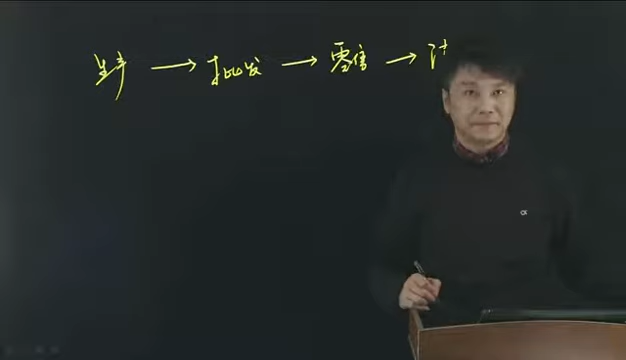 生产 → 批发 → 零售 →